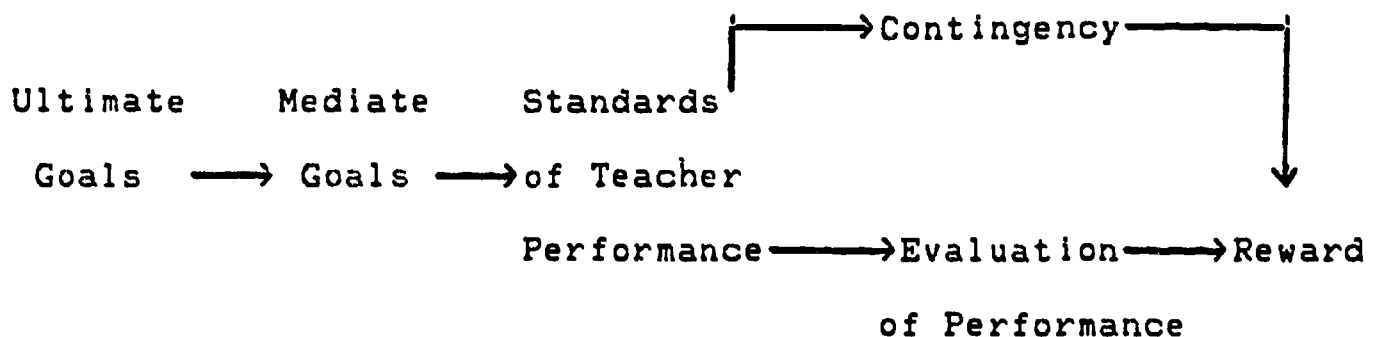 Contingency
Ultimate Mediate Standards
Goals Goals of Teacher
Performance Evaluation Reward
of Performance